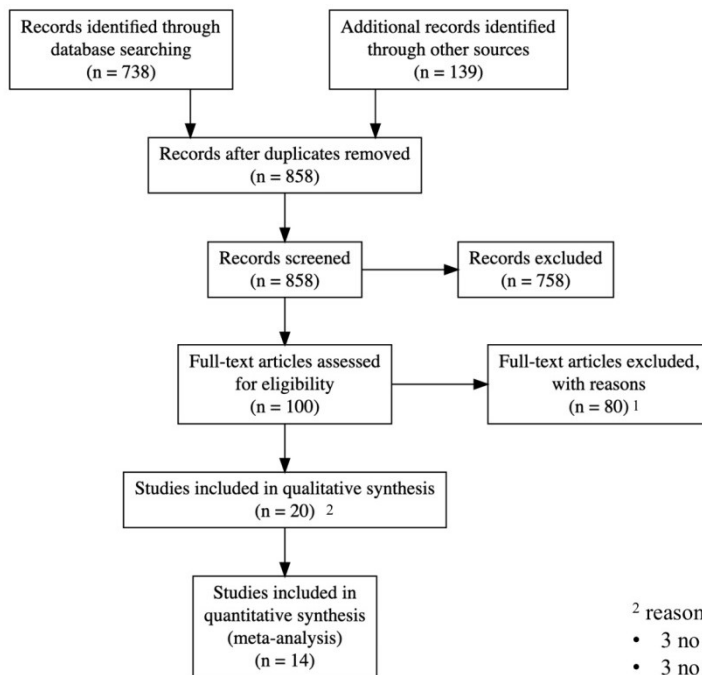 Records identified through
database searching
(n = 738)
Additional records identified
through other sources
(n = 139)
Records after duplicates removed
(n = 858)
Records screened
(n = 858)
Records excluded
(n = 758)
Full-text articles assessed
for eligibility
(n = 100)
Full-text articles excluded,
with reasons
(n = 80) 1
Studies included in qualitative synthesis
(n = 20) 2
Studies included in
quantitative synthesis
(meta-analysis)
(n = 14)
2 reason
• 3 no
• 3 no